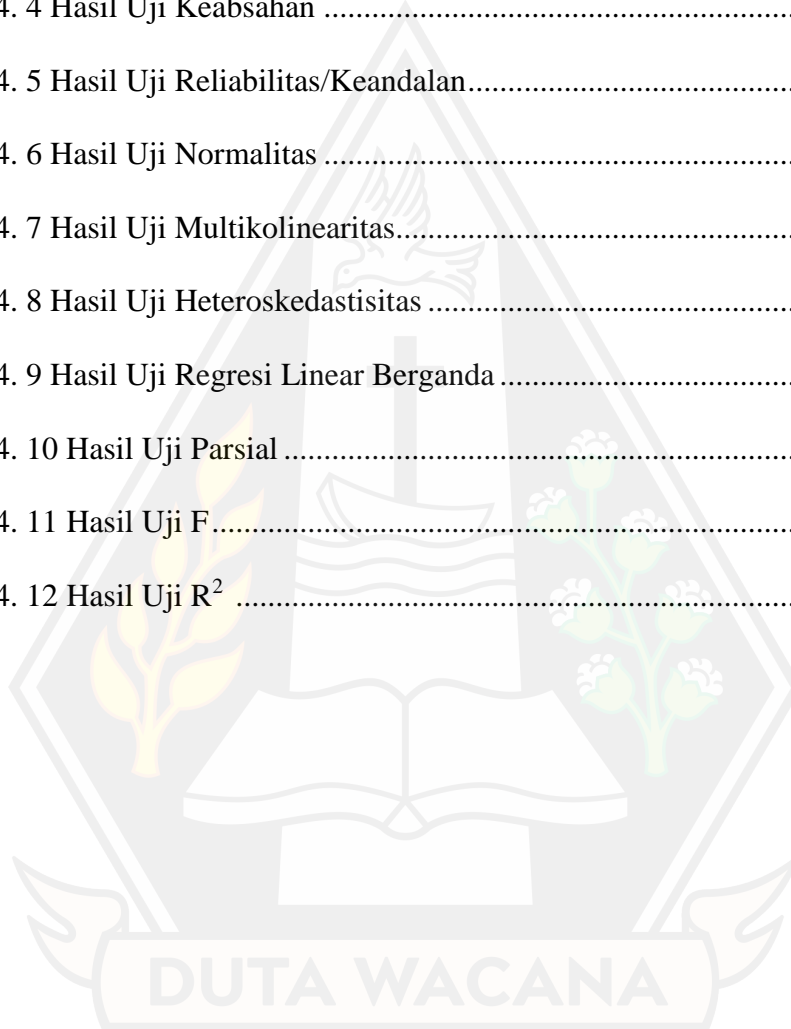 4. 4 Hasil Uji Keabsahan ..........................................................
4. 5 Hasil Uji Reliabilitas/Keandalan.........................................
4. 6 Hasil Uji Normalitas ..........................................................
4. 7 Hasil Uji Multikolinearitas..................................................
4. 8 Hasil Uji Heteroskedastisitas ..............................................
4. 9 Hasil Uji Regresi Linear Berganda .....................................
4. 10 Hasil Uji Parsial ...............................................................
4. 11 Hasil Uji F........................................................................
4. 12 Hasil Uji R² .....................................................................
DUTA WACANA